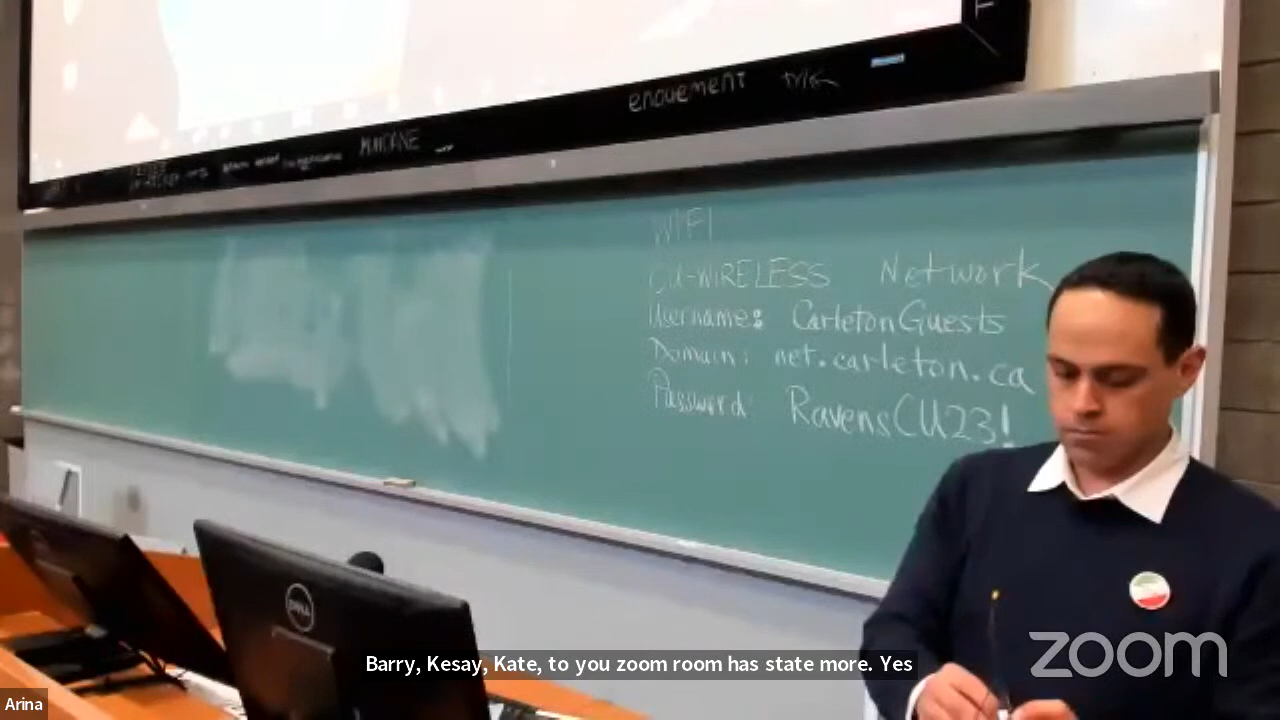 enouement
MUNDANE
WIFI
CU-WIRELESS Network
Username: CarletonGuests
Domain: net.carleton.ca
Password: RavensCU23!
DELL
Barry, Kesay, Kate, to you zoom room has state more. Yes
zoom
Arina